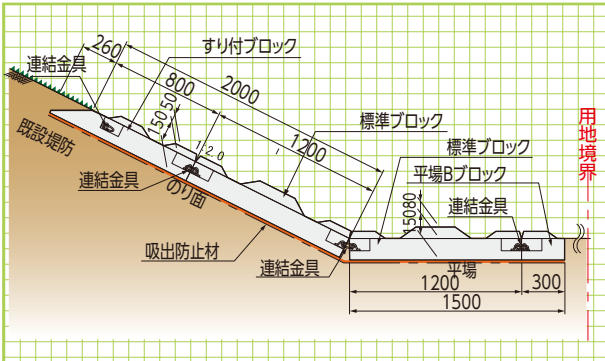 260
すり付ブロック
連結金具
800
2000
150
50
標準ブロック
用地境界
既設堤防
1:2.0
1200
標準ブロック
平場Bブロック
連結金具
のり面
150
80
連結金具
吸出防止材
連結金具
平場
1200
300
1500